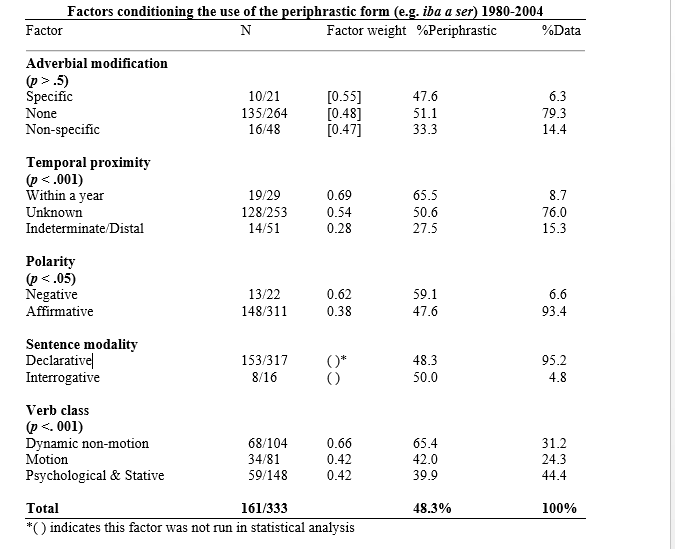 Factors conditioning the use of the periphrastic form (e.g. iba a ser) 1980-2004
Factor N Factor weight %Periphrastic %Data
Adverbial modification
(p > .5)
Specific 10/21 [0.55] 47.6 6.3
None 135/264 [0.48] 51.1 79.3
Non-specific 16/48 [0.47] 33.3 14.4
Temporal proximity
(p < .001)
Within a year 19/29 0.69 65.5 8.7
Unknown 128/253 0.54 50.6 76.0
Indeterminate/Distal 14/51 0.28 27.5 15.3
Polarity
(p < .05)
Negative 13/22 0.62 59.1 6.6
Affirmative 148/311 0.38 47.6 93.4
Sentence modality
Declarative 153/317 ()* 48.3 95.2
Interrogative 8/16 () 50.0 4.8
Verb class
(p <. 001)
Dynamic non-motion 68/104 0.66 65.4 31.2
Motion 34/81 0.42 42.0 24.3
Psychological & Stative 59/148 0.42 39.9 44.4
Total 161/333 48.3% 100%
*( ) indicates this factor was not run in statistical analysis